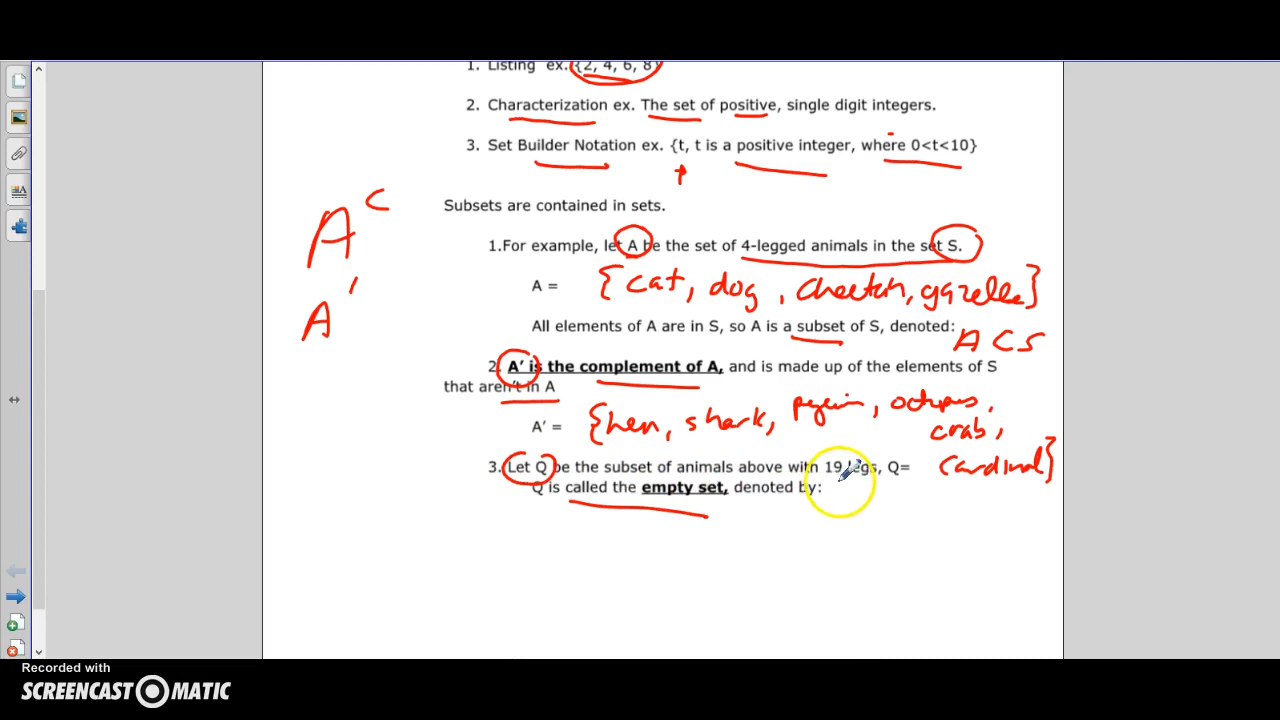 1. Listing ex. {2, 4, 6, 8}
2. Characterization ex. The set of positive, single digit integers.
3. Set Builder Notation ex. {t, t is a positive integer, where 0<t<10}
A^C
Subsets are contained in sets.
1.For example, let A be the set of 4-legged animals in the set S.
A = {cat, dog, cheetah, gazelle}
A'
All elements of A are in S, so A is a subset of S, denoted: A ⊂ S
2. A' is the complement of A, and is made up of the elements of S
that aren't in A
A' = {hen, shark, octopus,
crab,
cardinal}
3. Let Q be the subset of animals above with 19 legs, Q=
Q is called the empty set, denoted by:
Recorded with
SCREENCAST-O-MATIC